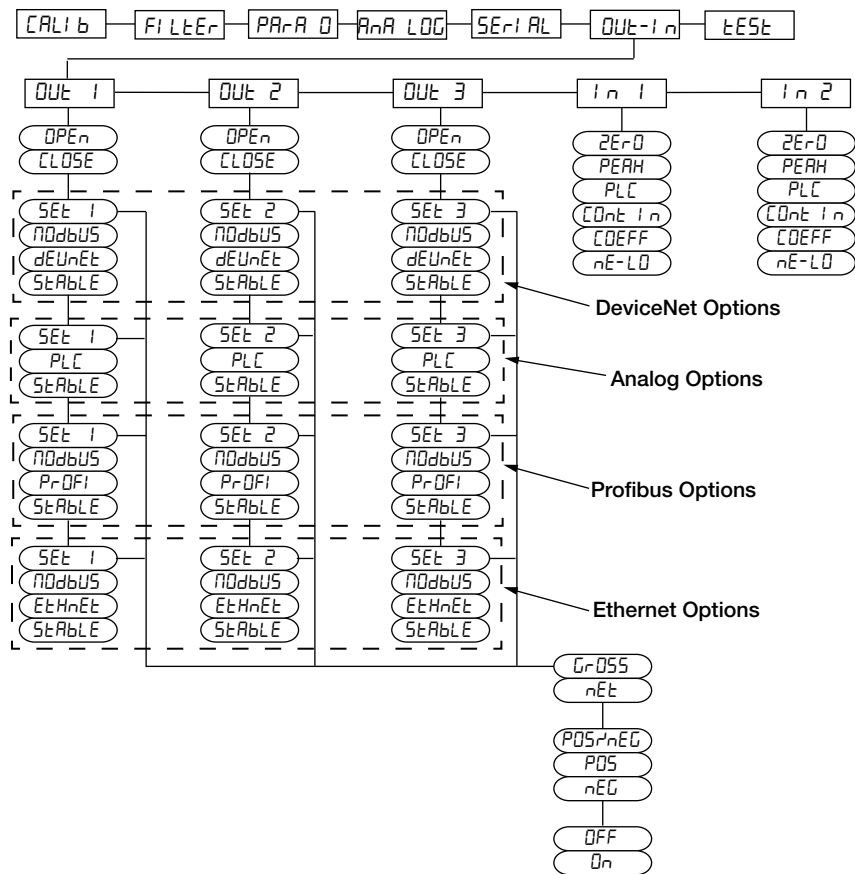 CALI b FILtEr PArA 0 AnA LOG SErIAL OUt-In tESt
OUt 1 OUt 2 OUt 3 In 1 In 2
OPEn OPEn OPEn ZErO ZErO
CLOSE CLOSE CLOSE PEAH PEAH
PLC PLC
SEt 1 SEt 2 SEt 3 COnt In COnt In
MOdbUS MOdbUS MOdbUS COEFF COEFF
dEUnEt dEUnEt dEUnEt nE-LO nE-LO
StAbLE StAbLE StAbLE
DeviceNet Options
SEt 1 SEt 2 SEt 3
PLC PLC PLC
Analog Options
StAbLE StAbLE StAbLE
SEt 1 SEt 2 SEt 3
MOdbUS MOdbUS MOdbUS
PrOFI PrOFI PrOFI
Profibus Options
StAbLE StAbLE StAbLE
SEt 1 SEt 2 SEt 3
MOdbUS MOdbUS MOdbUS
EtHnEt EtHnEt EtHnEt
Ethernet Options
StAbLE StAbLE StAbLE
GrOSS
nEt
POS/nEG
POS
nEG
OFF
On